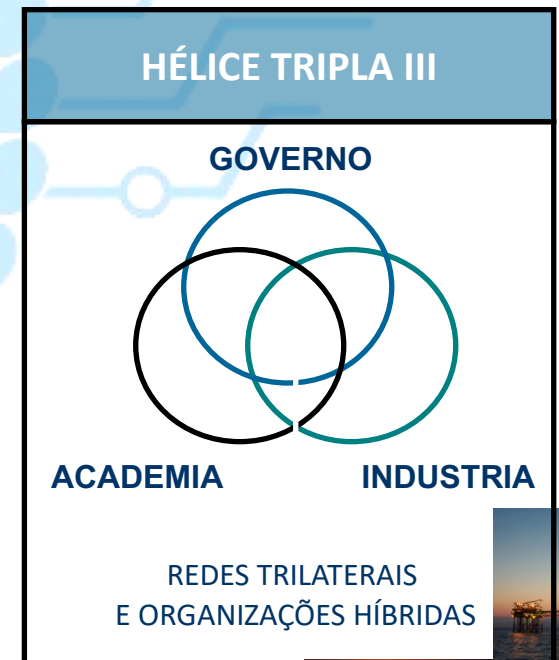 HÉLICE TRIPLA III
GOVERNO
ACADEMIA INDUSTRIA
REDES TRILATERAIS
E ORGANIZAÇÕES HÍBRIDAS